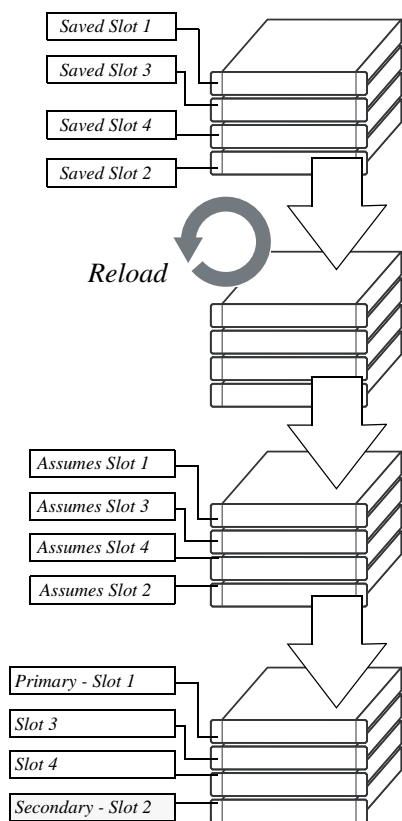 Saved Slot 1
Saved Slot 3
Saved Slot 4
Saved Slot 2
Reload
Assumes Slot 1
Assumes Slot 3
Assumes Slot 4
Assumes Slot 2
Primary - Slot 1
Slot 3
Slot 4
Secondary - Slot 2